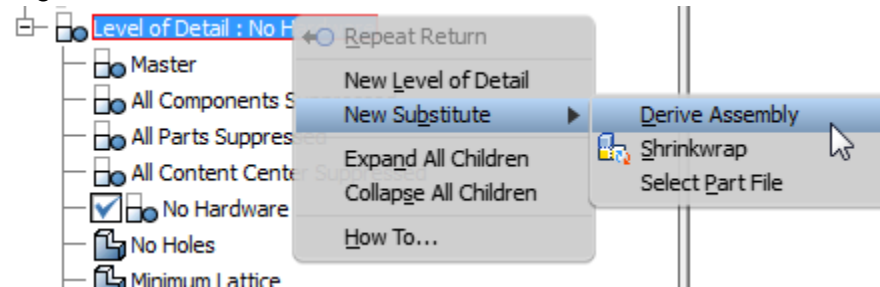 Level of Detail : No H
Master
All Components S
All Parts Suppressed
All Content Center Suppressed
No Hardware
No Holes
Minimum Lattice
Repeat Return
New Level of Detail
New Substitute
Expand All Children
Collapse All Children
How To...
Derive Assembly
Shrinkwrap
Select Part File